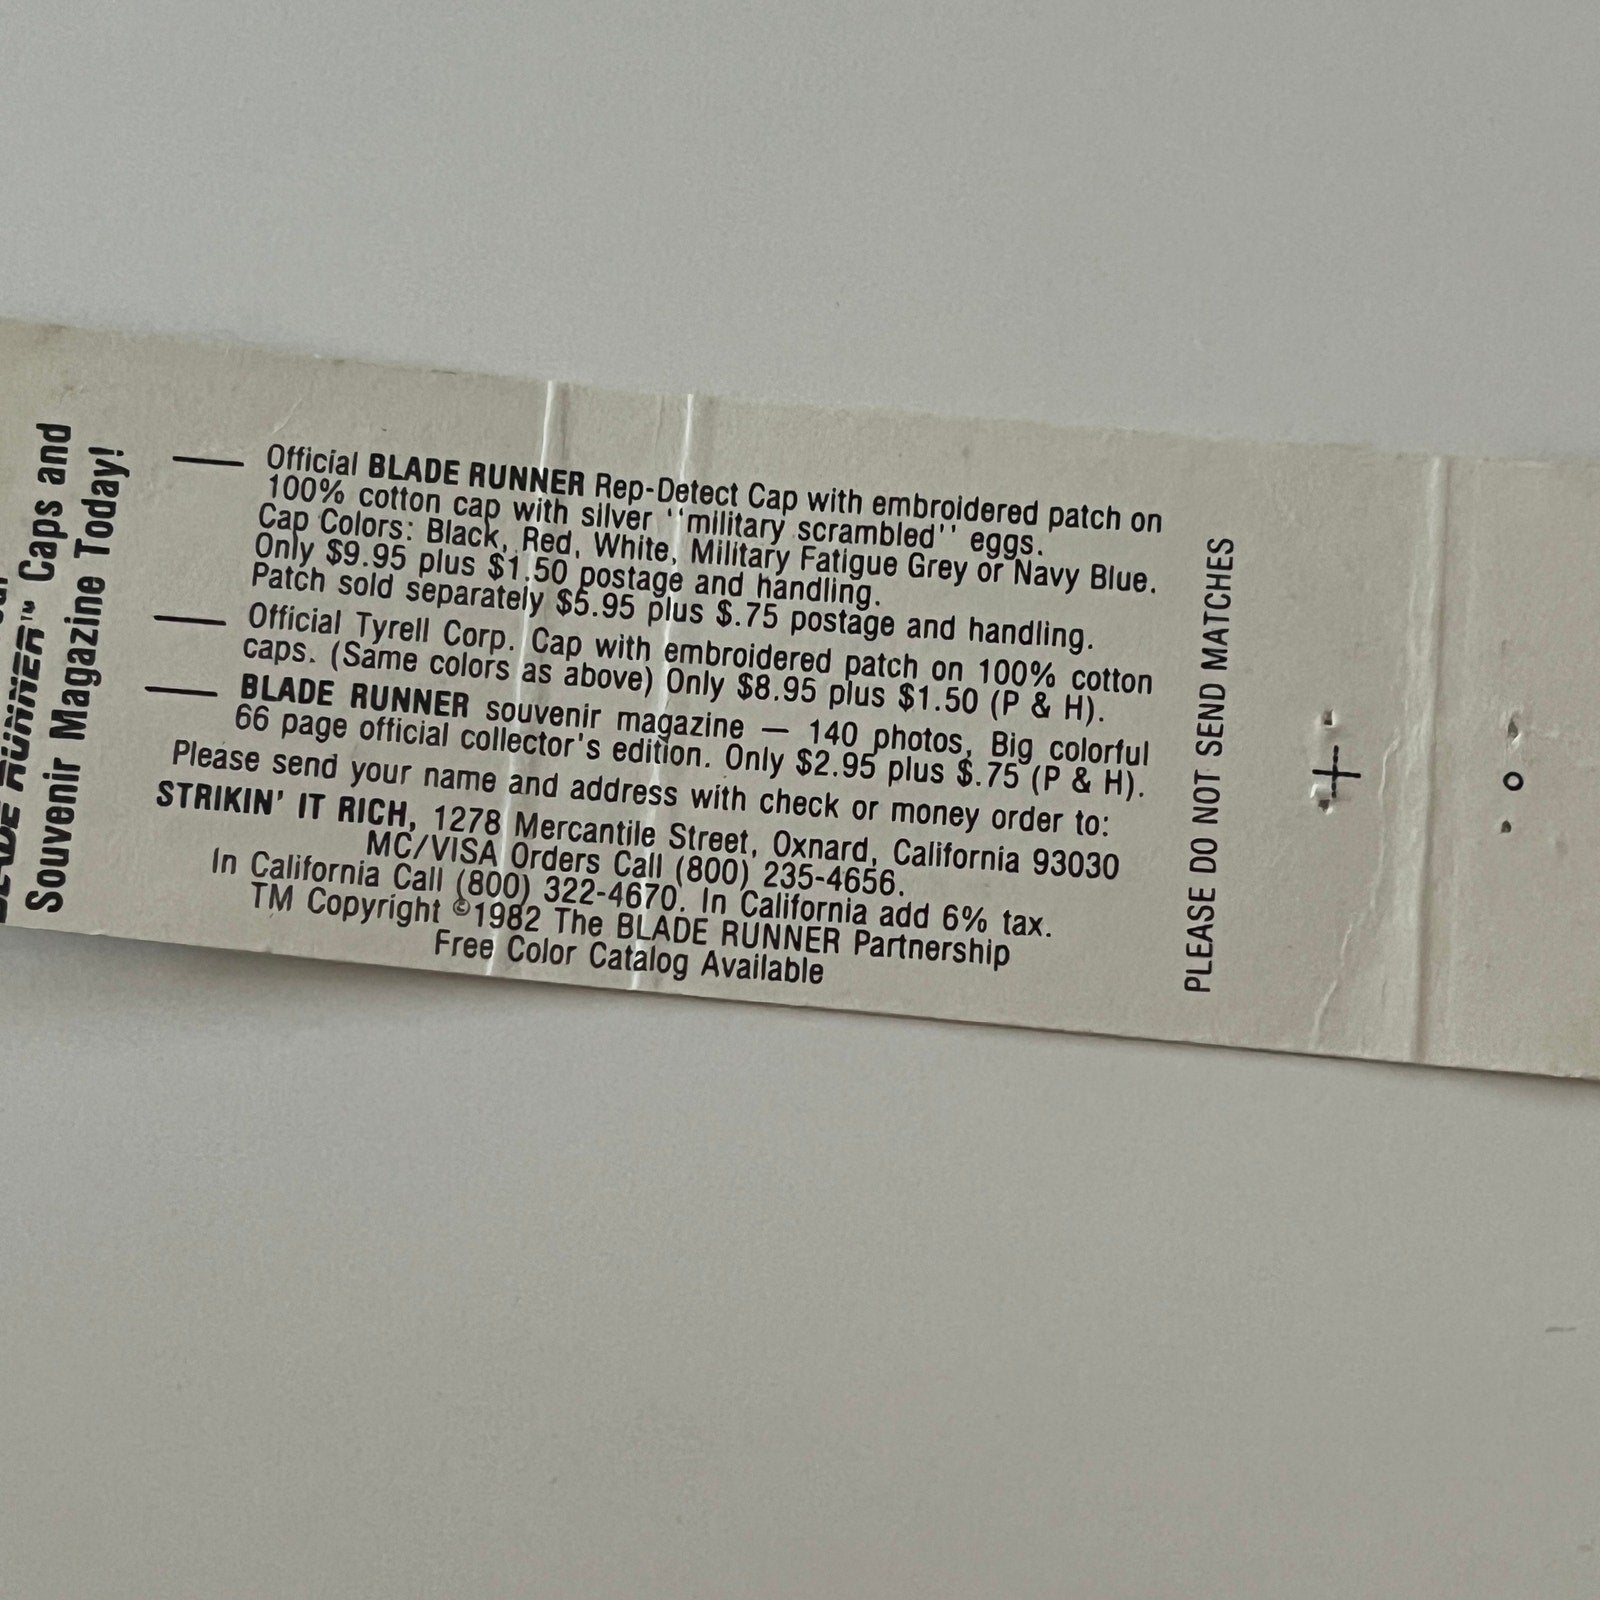 RUNNER™ Caps and
Souvenir Magazine Today!
Official BLADE RUNNER Rep-Detect Cap with embroidered patch on
100% cotton cap with silver ''military scrambled'' eggs.
Cap Colors: Black, Red, White, Military Fatigue Grey or Navy Blue.
Only $9.95 plus $1.50 postage and handling.
Patch sold separately $5.95 plus $.75 postage and handling.
Official Tyrell Corp. Cap with embroidered patch on 100% cotton
caps. (Same colors as above) Only $8.95 plus $1.50 (P & H).
BLADE RUNNER souvenir magazine — 140 photos, Big colorful
66 page official collector's edition. Only $2.95 plus $.75 (P & H).
Please send your name and address with check or money order to:
STRIKIN' IT RICH, 1278 Mercantile Street, Oxnard, California 93030
MC/VISA Orders Call (800) 235-4656.
In California Call (800) 322-4670. In California add 6% tax.
TM Copyright ©1982 The BLADE RUNNER Partnership
Free Color Catalog Available
PLEASE DO NOT SEND MATCHES